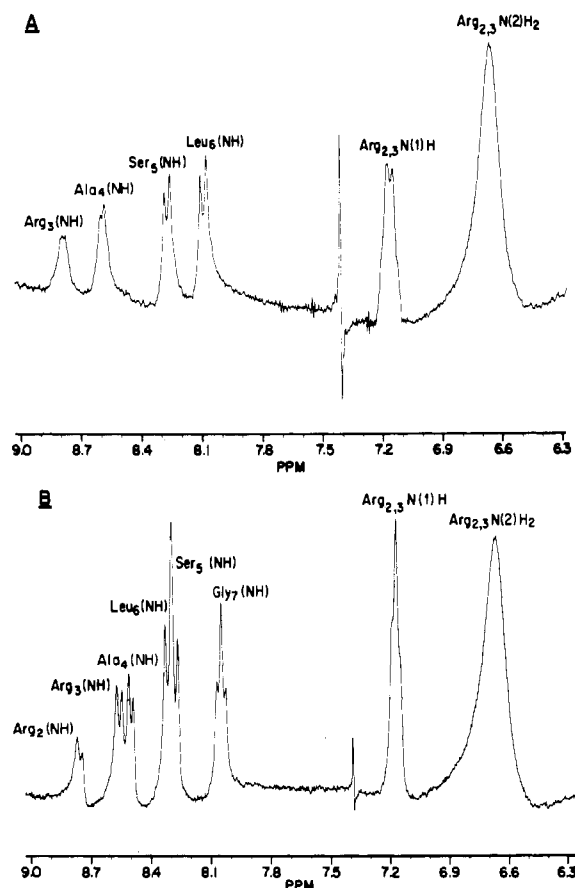 A
Arg2,3 N(2)H2
Arg2,3 N(1)H
Leu6(NH)
Ser5(NH)
Ala4(NH)
Arg3(NH)
9.0 8.7 8.4 8.1 7.8 7.5 7.2 6.9 6.6 6.3
PPM
B
Arg2,3 N(1)H
Arg2,3 N(2)H2
Ser5 (NH)
Gly7(NH)
Leu6(NH)
Ala4(NH)
Arg3(NH)
Arg2(NH)
9.0 8.7 8.4 8.1 7.8 7.5 7.2 6.9 6.6 6.3
PPM